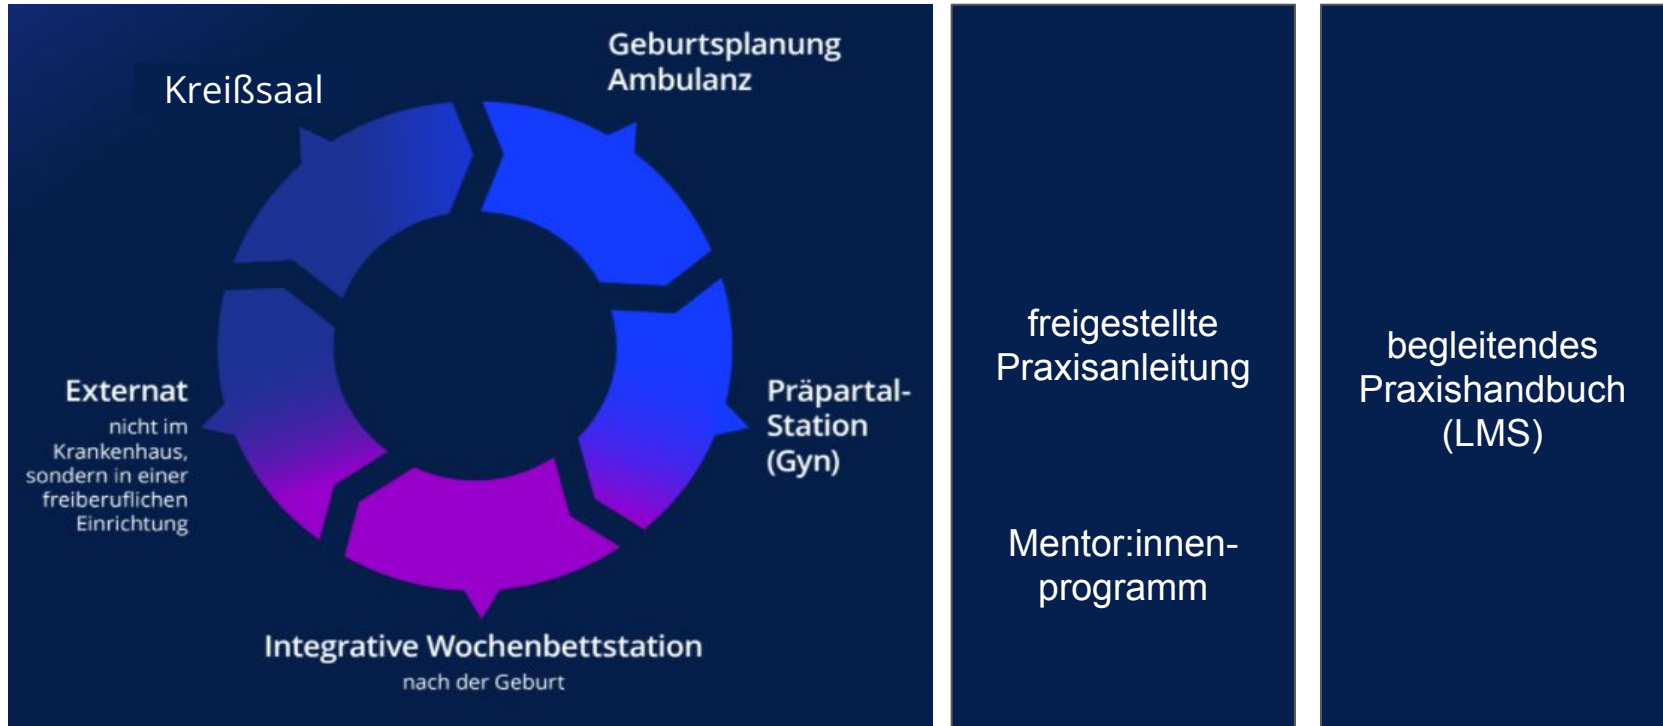 Kreißsaal
Geburtsplanung
Ambulanz
Präpartal-
Station
(Gyn)
Integrative Wochenbettstation
nach der Geburt
Externat
nicht im
Krankenhaus,
sondern in einer
freiberuflichen
Einrichtung
freigestellte
Praxisanleitung
Mentor:innen-
programm
begleitendes
Praxishandbuch
(LMS)